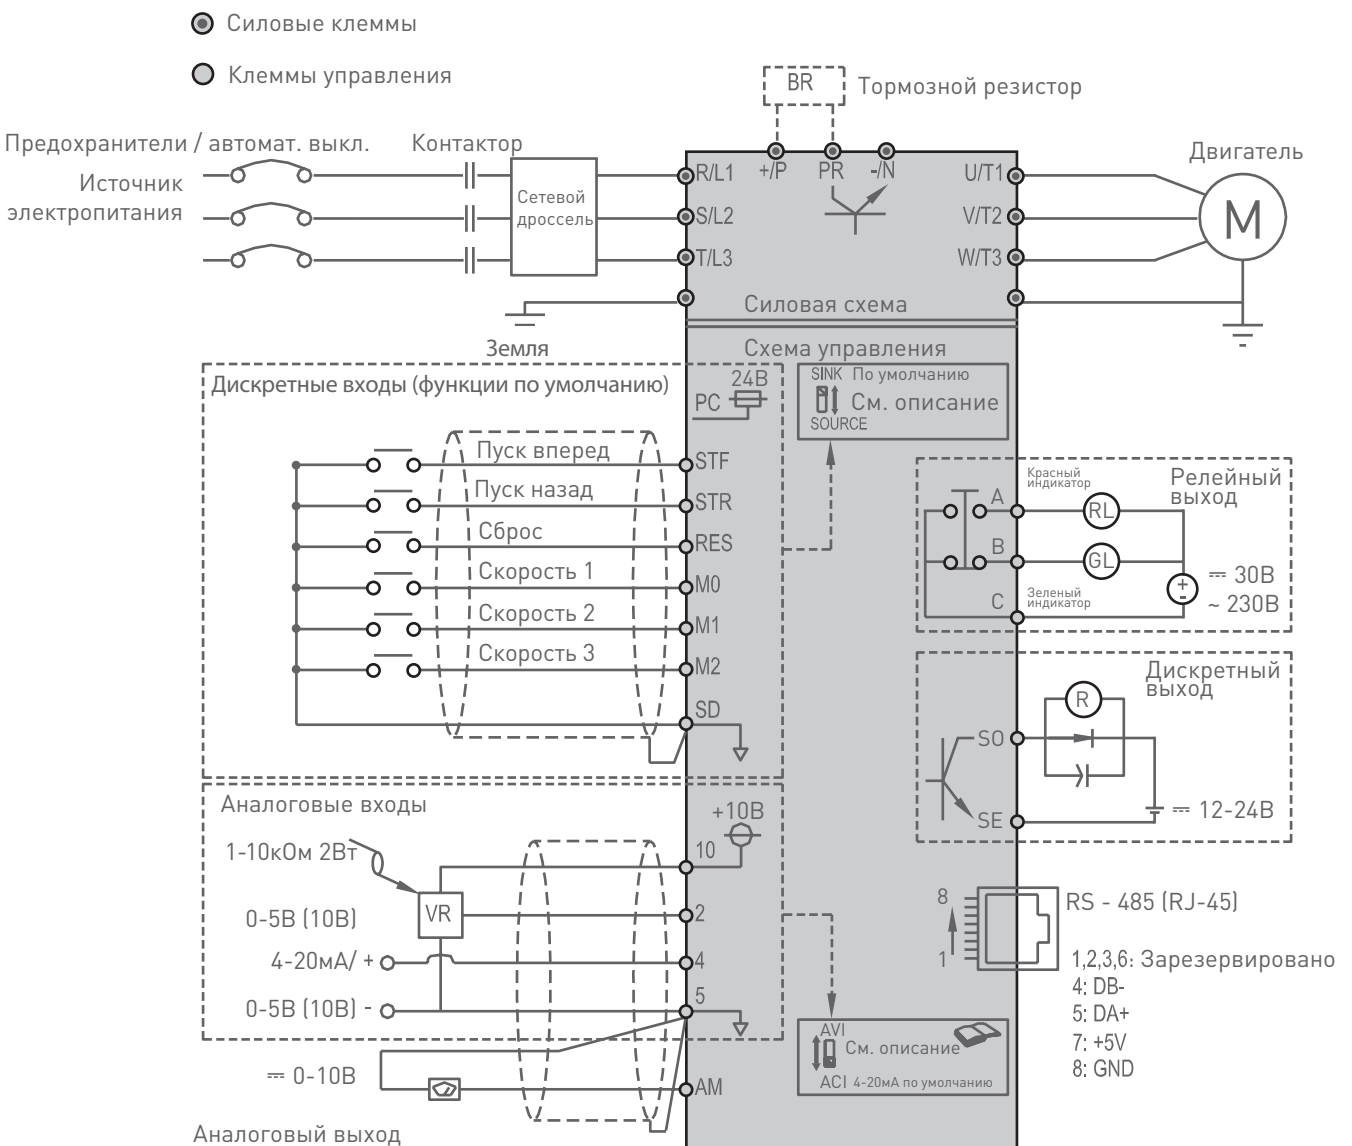 Силовые клеммы
Клеммы управления
BR
Тормозной резистор
Предохранители / автомат. выкл.
Контактор
Источник
электропитания
Сетевой
дроссель
R/L1
S/L2
T/L3
+/P
PR
-/N
U/T1
V/T2
W/T3
Двигатель
M
Силовая схема
Земля
Схема управления
Дискретные входы (функции по умолчанию)
PC
24В
SINK По умолчанию
См. описание
SOURCE
Пуск вперед
STF
Пуск назад
STR
Сброс
RES
Скорость 1
M0
Скорость 2
M1
Скорость 3
M2
SD
Красный
индикатор
Релейный
выход
A
RL
B
GL
C
Зеленый
индикатор
+
-
⎓ 30В
~ 230В
Дискретный
выход
R
SO
SE
⎓ 12-24В
Аналоговые входы
+10В
1-10кОм 2Вт
10
VR
0-5В (10В)
2
4-20мА/ +
4
0-5В (10В) -
5
⎓ 0-10В
AM
Аналоговый выход
AVI
См. описание
ACI 4-20мА по умолчанию
8
1
RS - 485 (RJ-45)
1,2,3,6: Зарезервировано
4: DB-
5: DA+
7: +5V
8: GND